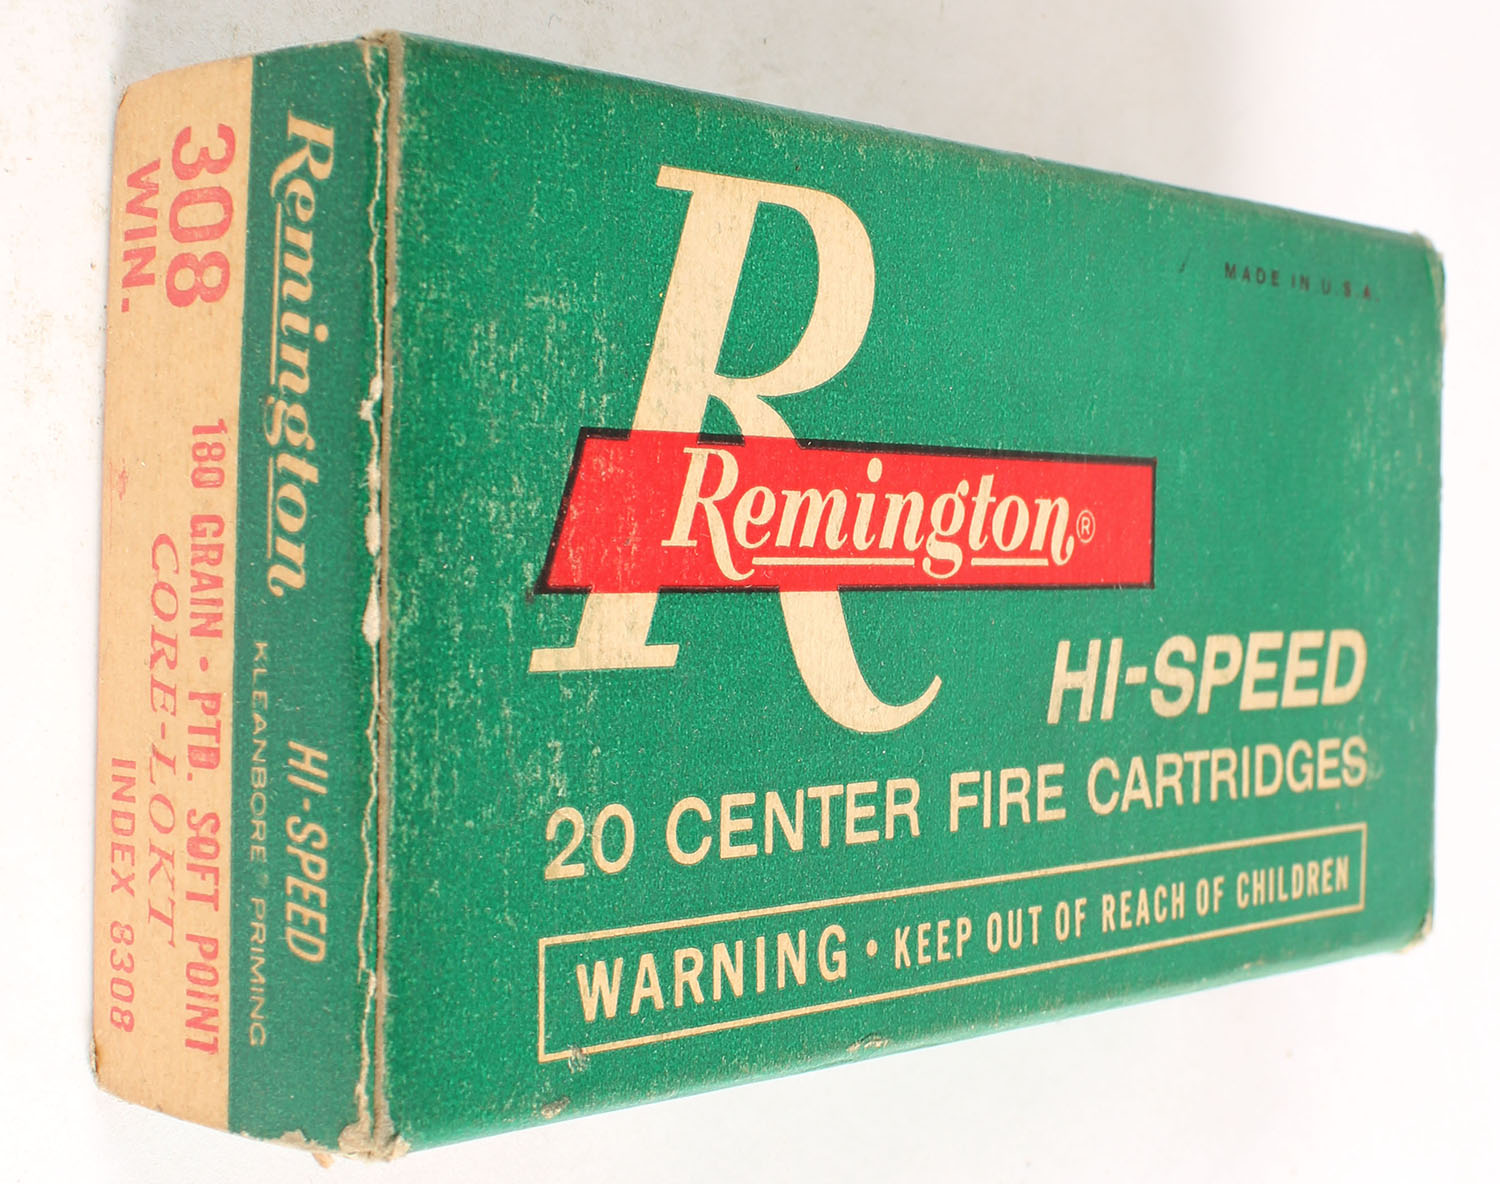 MADE IN U.S.A.
R
Remington®
HI-SPEED
20 CENTER FIRE CARTRIDGES
WARNING • KEEP OUT OF REACH OF CHILDREN
Remington HI-SPEED
KLEANBORE® PRIMING
308 180 GRAIN • PTD. SOFT POINT
WIN. CORE-LOKT
INDEX 8308